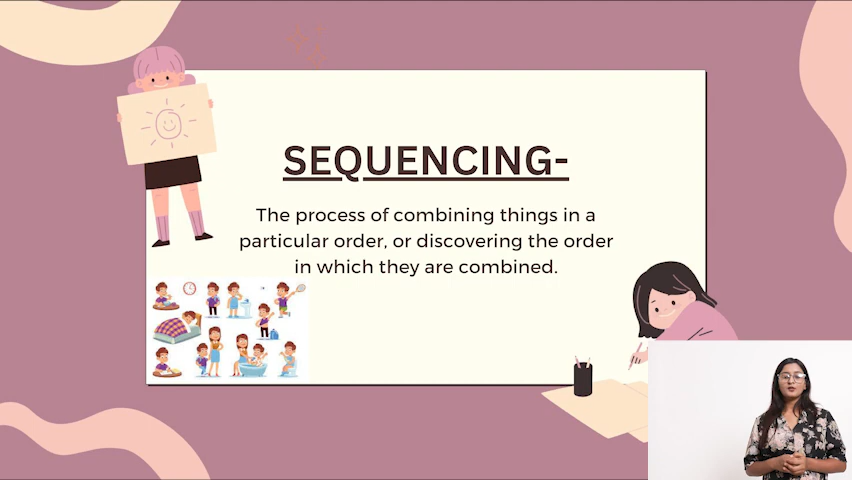 SEQUENCING-
The process of combining things in a
particular order, or discovering the order
in which they are combined.